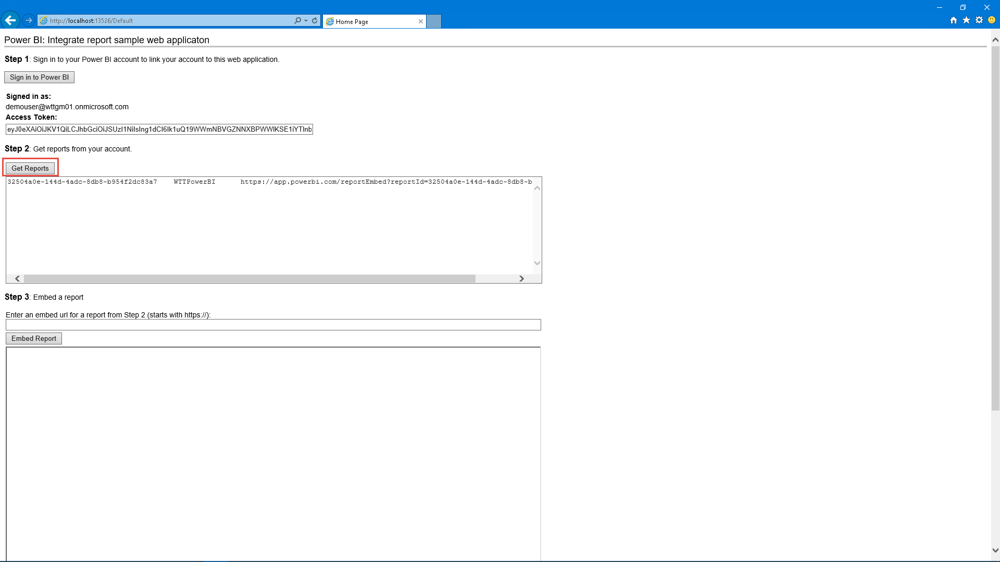 http://localhost:13526/Default
Home Page
Power BI: Integrate report sample web applicaton
Step 1: Sign in to your Power BI account to link your account to this web application.
Sign in to Power BI
Signed in as:
demouser@wttgm01.onmicrosoft.com
Access Token:
eyJ0eXAiOiJKV1QiLCJhbGciOiJSUzI1NiIsIng1dCI6Ik1uQ19WWmNBVGZNNXBPWWlKSE1iYTlnb
Step 2: Get reports from your account.
Get Reports
32504a0e-144d-4adc-8db8-b954f2dc83a7 WTTPowerBI https://app.powerbi.com/reportEmbed?reportId=32504a0e-144d-4adc-8db8-b
Step 3: Embed a report
Enter an embed url for a report from Step 2 (starts with https://):
Embed Report